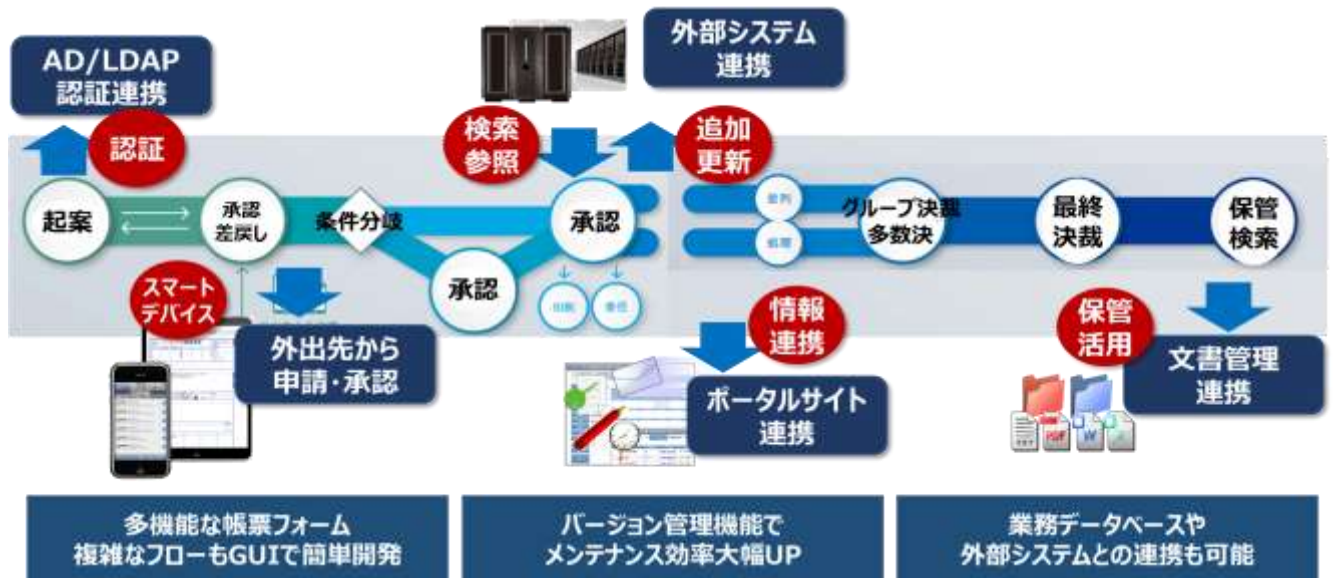 AD/LDAP
認証連携
外部システム
連携
認証
検索
参照
追加
更新
起案
承認
差戻し
条件分岐
承認
承認
並列
処理
グループ決裁
多数決
最終
決裁
保管
検索
スマート
デバイス
外出先から
申請・承認
情報
連携
ポータルサイト
連携
保管
活用
文書管理
連携
多機能な帳票フォーム
複雑なフローもGUIで簡単開発
バージョン管理機能で
メンテナンス効率大幅UP
業務データベースや
外部システムとの連携も可能